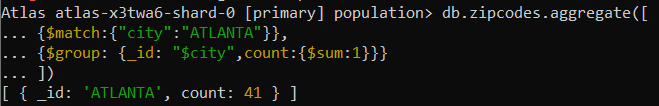 Atlas atlas-x3twa6-shard-0 [primary] population> db.zipcodes.aggregate([
... {$match:{"city":"ATLANTA"}},
... {$group: {_id: "$city",count:{$sum:1}}}
... ])
[ { _id: 'ATLANTA', count: 41 } ]